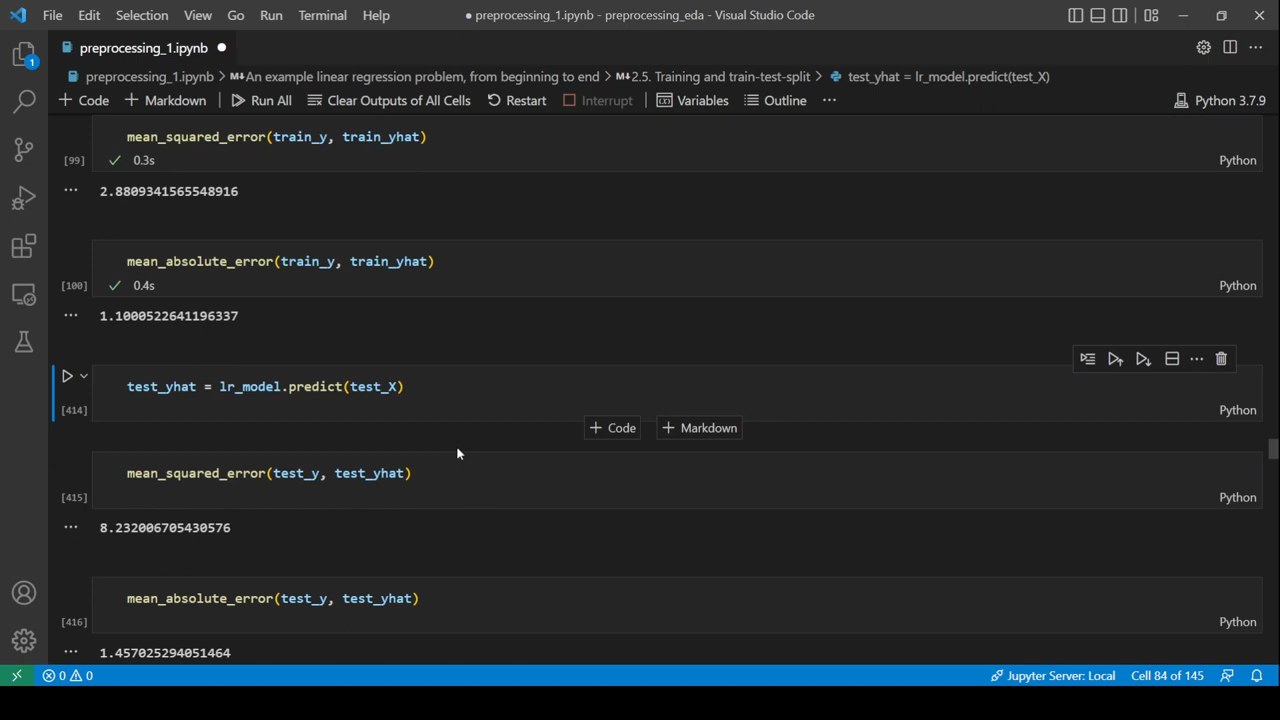 File Edit Selection View Go Run Terminal Help ● preprocessing_1.ipynb - preprocessing_eda - Visual Studio Code
preprocessing_1.ipynb ●
1
preprocessing_1.ipynb > M↓An example linear regression problem, from beginning to end > M↓2.5. Training and train-test-split > test_yhat = lr_model.predict(test_X)
+ Code + Markdown Run All Clear Outputs of All Cells Restart Interrupt Variables Outline ··· Python 3.7.9
mean_squared_error(train_y, train_yhat)
[99] ✓ 0.3s Python
··· 2.8809341565548916
mean_absolute_error(train_y, train_yhat)
[100] ✓ 0.4s Python
··· 1.1000522641196337
test_yhat = lr_model.predict(test_X)
[414] Python
+ Code + Markdown
mean_squared_error(test_y, test_yhat)
[415] Python
··· 8.232006705430576
mean_absolute_error(test_y, test_yhat)
[416] Python
··· 1.457025294051464
0 0 Jupyter Server: Local Cell 84 of 145